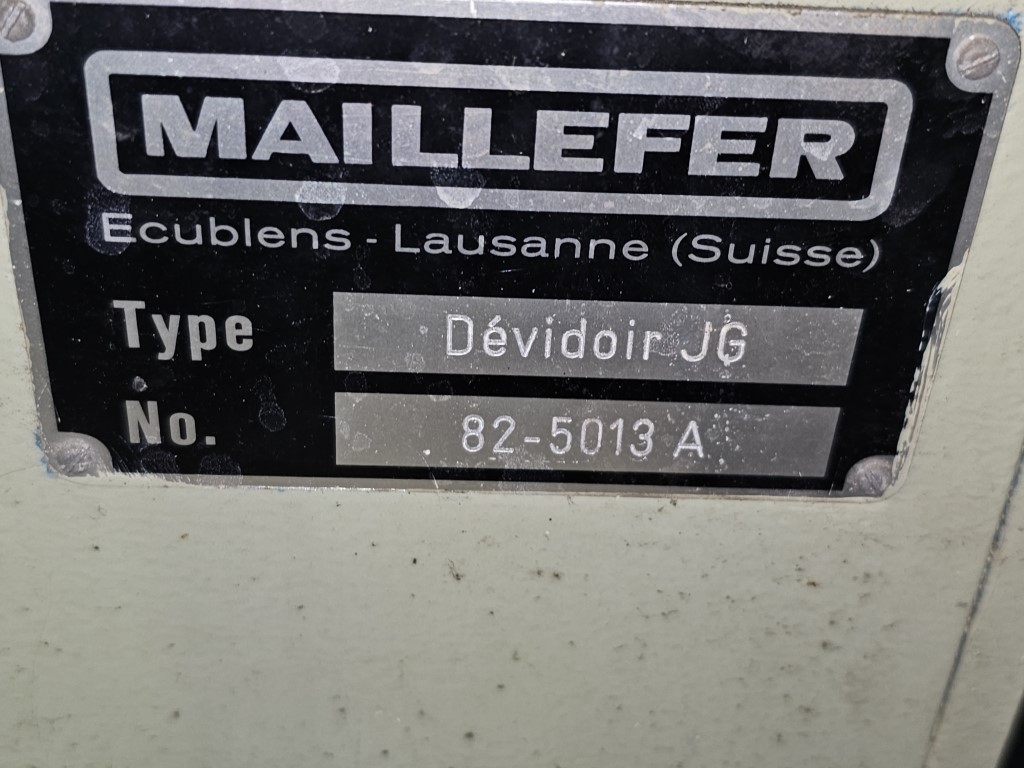 MAILLEFER
Ecublens - Lausanne (Suisse)
Type Dévidoir JG
No. 82-5013 A